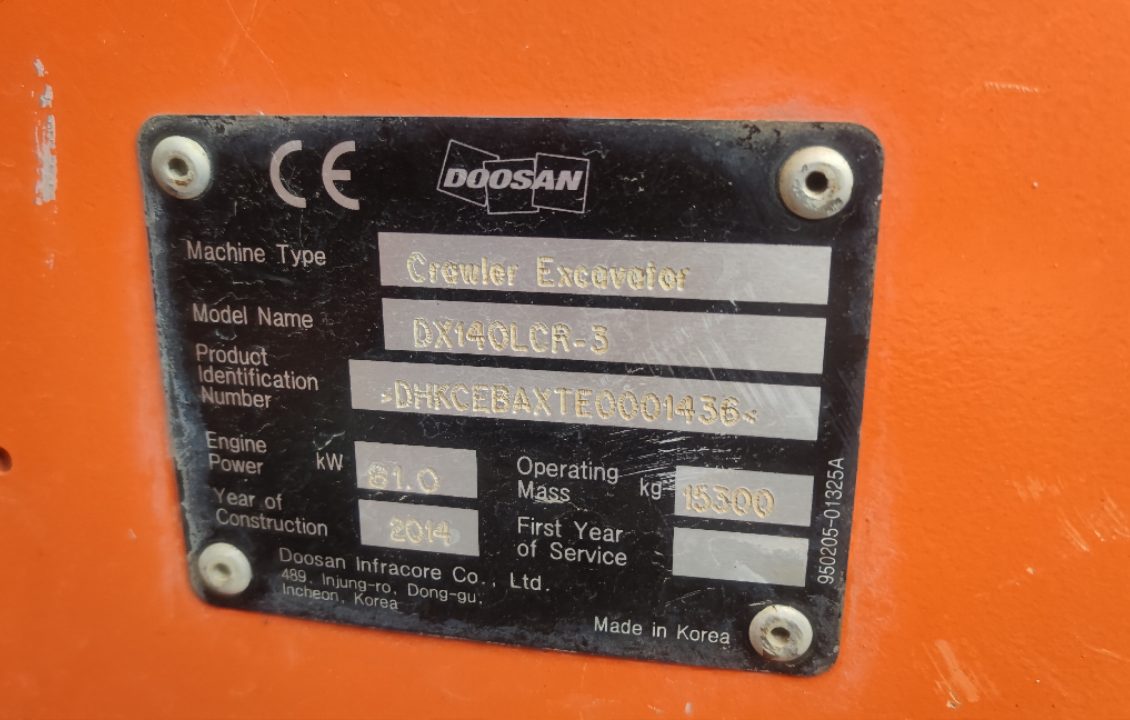 CE DOOSAN
Machine Type Crawler Excavator
Model Name DX140LCR-3
Product
Identification
Number *DHKCEBAXTE0001436*
Engine
Power kW 81.0
Operating
Mass kg 15300
Year of
Construction 2014
First Year
of Service
Doosan Infracore Co., Ltd.
489, Injung-ro, Dong-gu,
Incheon, Korea
Made in Korea
950205-01325A